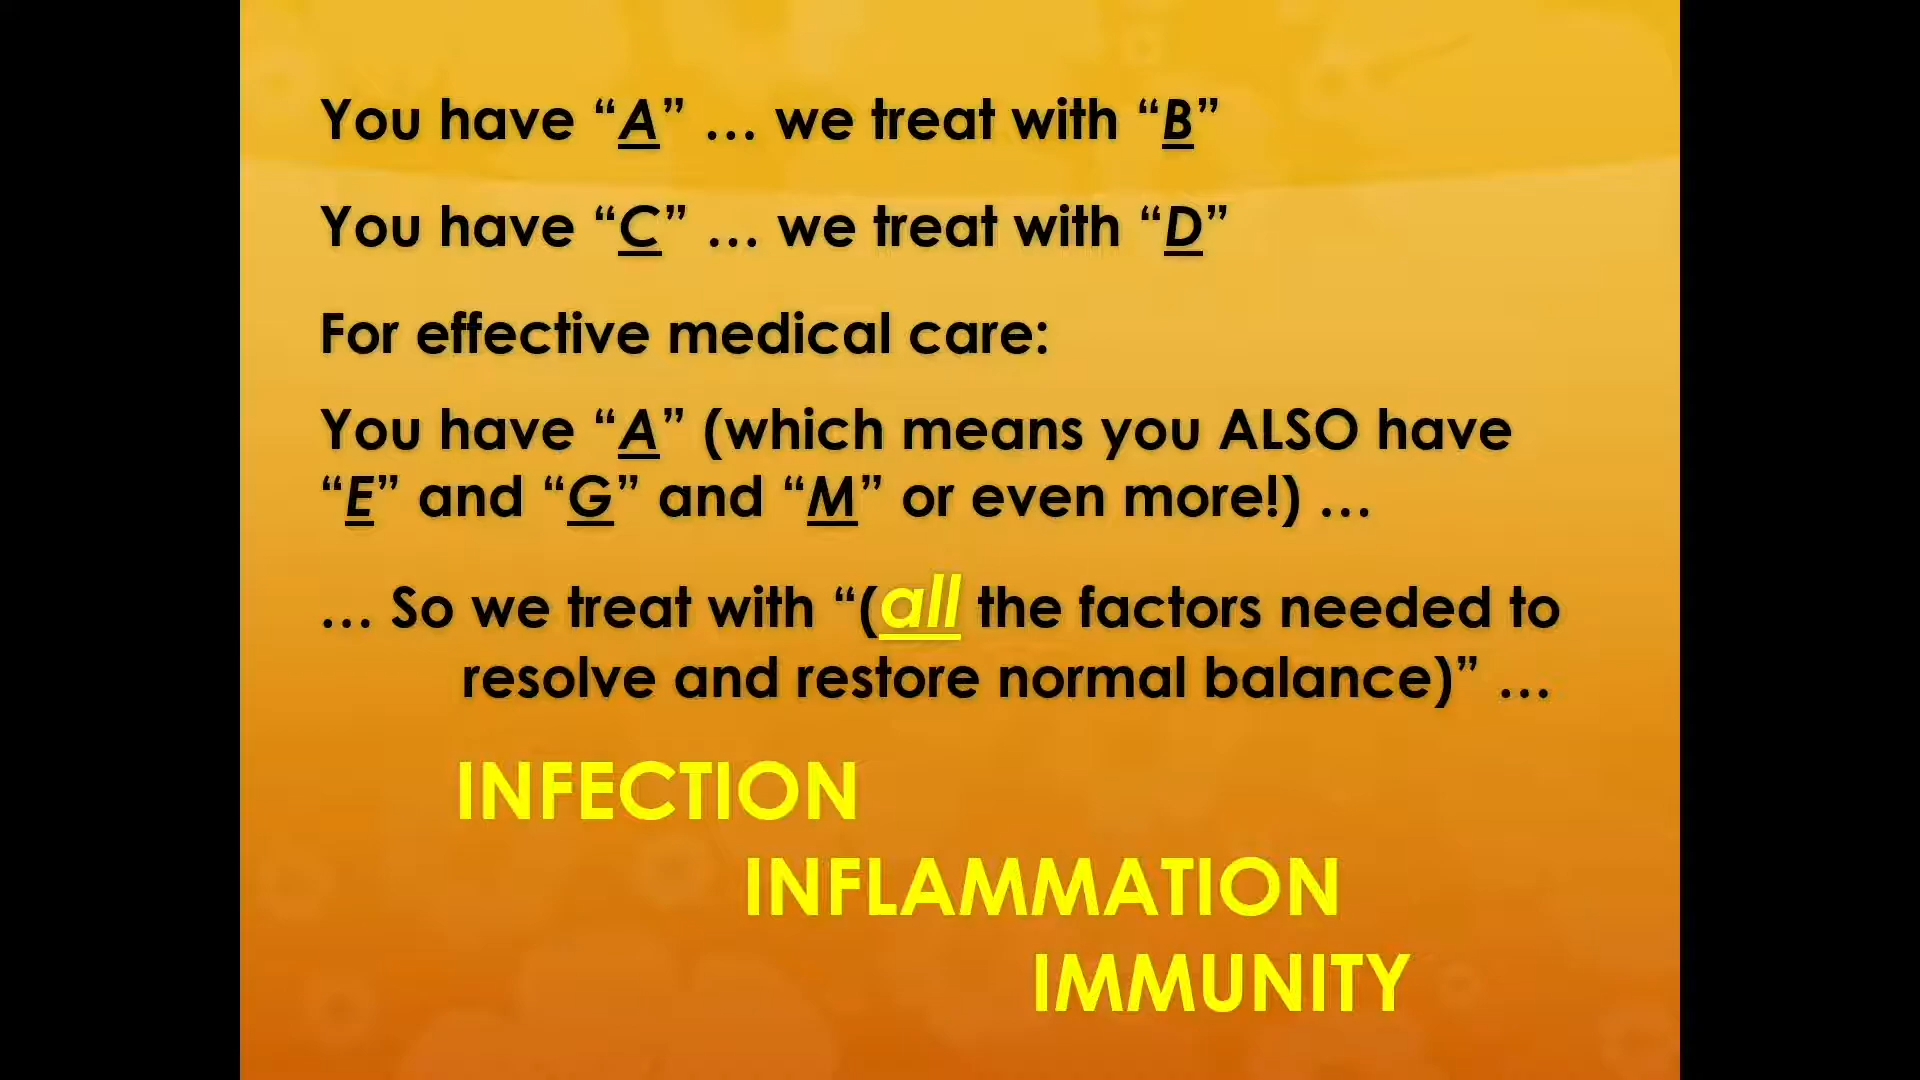 You have “A” … we treat with “B”
You have “C” … we treat with “D”
For effective medical care:
You have “A” (which means you ALSO have
“E” and “G” and “M” or even more!) …
… So we treat with “(all the factors needed to
resolve and restore normal balance)” …
INFECTION
INFLAMMATION
IMMUNITY